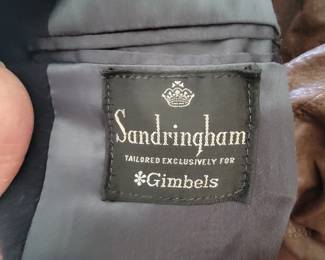 Sandringham
TAILORED EXCLUSIVELY FOR
*Gimbels